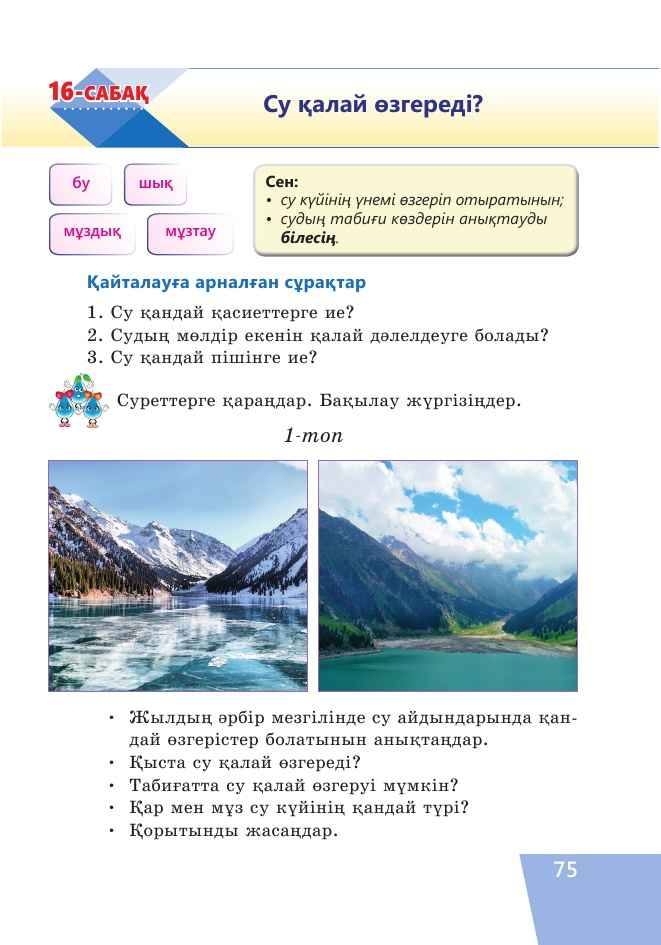 16-САБАҚ
Су қалай өзгереді?
бу
шық
мұздық
мұзтау
Сен:
• су күйінің үнемі өзгеріп отыратынын;
• судың табиғи көздерін анықтауды
білесің.
Қайталауға арналған сұрақтар
1. Су қандай қасиеттерге ие?
2. Судың мөлдір екенін қалай дәлелдеуге болады?
3. Су қандай пішінге ие?
Суреттерге қараңдар. Бақылау жүргізіңдер.
1-топ
• Жылдың әрбір мезгілінде су айдындарында қан-
дай өзгерістер болатынын анықтаңдар.
• Қыста су қалай өзгереді?
• Табиғатта су қалай өзгеруі мүмкін?
• Қар мен мұз су күйінің қандай түрі?
• Қорытынды жасаңдар.
75